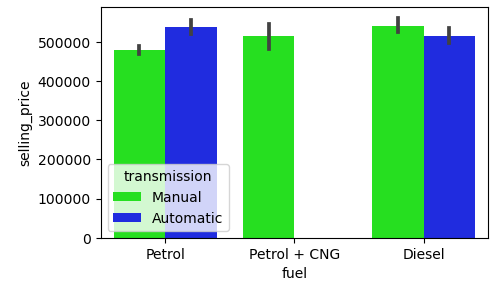 500000
400000
300000
200000
100000
0
selling_price
transmission
Manual
Automatic
Petrol
Petrol + CNG
Diesel
fuel